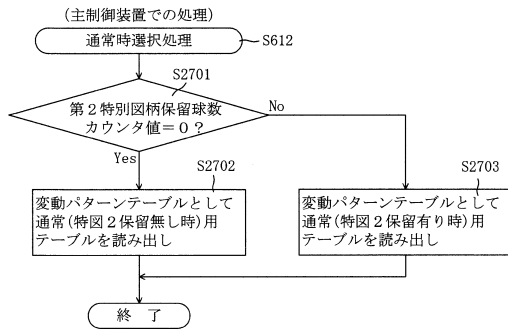 (主制御装置での処理)
通常時選択処理
S612
S2701
第２特別図柄保留球数
カウンタ値＝０？
No
Yes
S2702
変動パターンテーブルとして
通常(特図２保留無し時)用
テーブルを読み出し
S2703
変動パターンテーブルとして
通常(特図２保留有り時)用
テーブルを読み出し
終 了